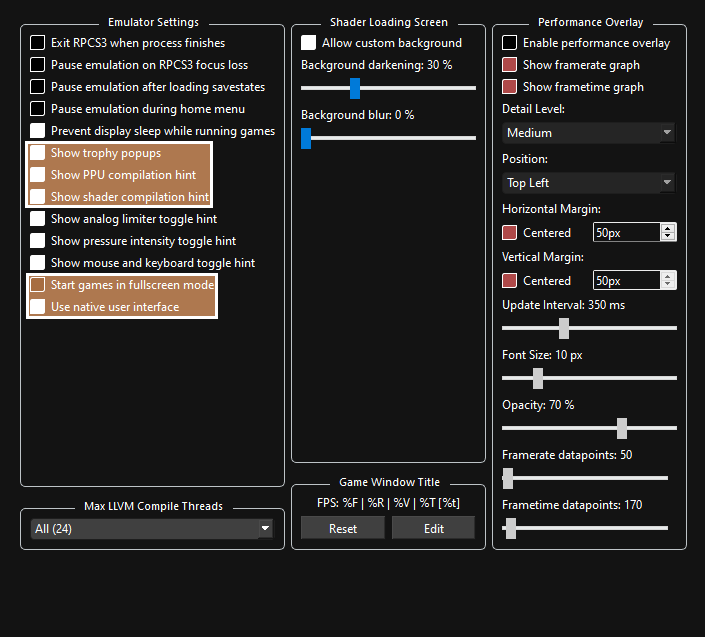 Emulator Settings
Exit RPCS3 when process finishes
Pause emulation on RPCS3 focus loss
Pause emulation after loading savestates
Pause emulation during home menu
Prevent display sleep while running games
Show trophy popups
Show PPU compilation hint
Show shader compilation hint
Show analog limiter toggle hint
Show pressure intensity toggle hint
Show mouse and keyboard toggle hint
Start games in fullscreen mode
Use native user interface
Max LLVM Compile Threads
All (24)
Shader Loading Screen
Allow custom background
Background darkening: 30 %
Background blur: 0 %
Game Window Title
FPS: %F | %R | %V | %T [%t]
Reset
Edit
Performance Overlay
Enable performance overlay
Show framerate graph
Show frametime graph
Detail Level:
Medium
Position:
Top Left
Horizontal Margin:
Centered
50px
Vertical Margin:
Centered
50px
Update Interval: 350 ms
Font Size: 10 px
Opacity: 70 %
Framerate datapoints: 50
Frametime datapoints: 170